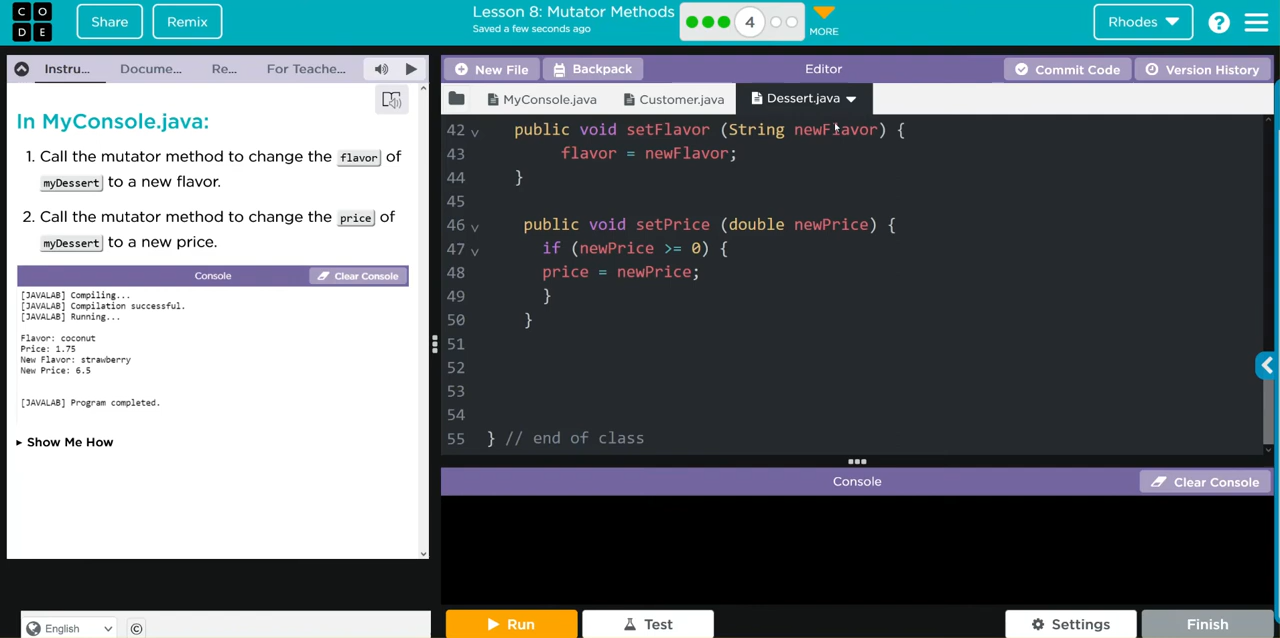 C O
D E
Share
Remix
Lesson 8: Mutator Methods
Saved a few seconds ago
4
MORE
Rhodes
?
Instru...
Docume...
Re...
For Teache...
New File
Backpack
Editor
Commit Code
Version History
MyConsole.java
Customer.java
Dessert.java
In MyConsole.java:
1. Call the mutator method to change the flavor of
myDessert to a new flavor.
2. Call the mutator method to change the price of
myDessert to a new price.
Console
Clear Console
[JAVALAB] Compiling...
[JAVALAB] Compilation successful.
[JAVALAB] Running...
Flavor: coconut
Price: 1.75
New Flavor: strawberry
New Price: 6.5
[JAVALAB] Program completed.
Show Me How
42 public void setFlavor (String newFlavor) {
43 flavor = newFlavor;
44 }
45
46 public void setPrice (double newPrice) {
47 if (newPrice >= 0) {
48 price = newPrice;
49 }
50 }
51
52
53
54
55 } // end of class
Console
Clear Console
English
©
Run
Test
Settings
Finish